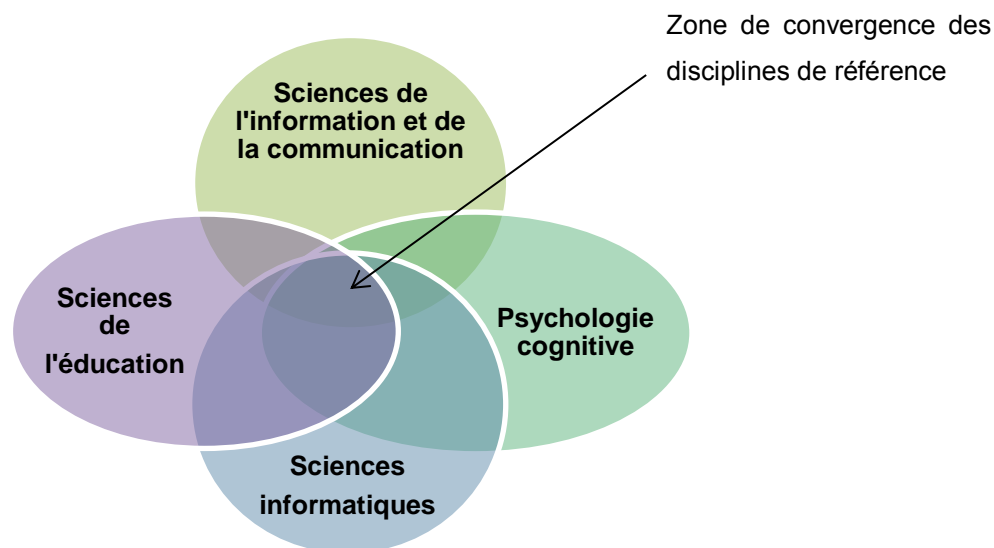 Zone de convergence des
disciplines de référence
Sciences de
l'information et de
la communication
Sciences
de
l'éducation
Psychologie
cognitive
Sciences
informatiques